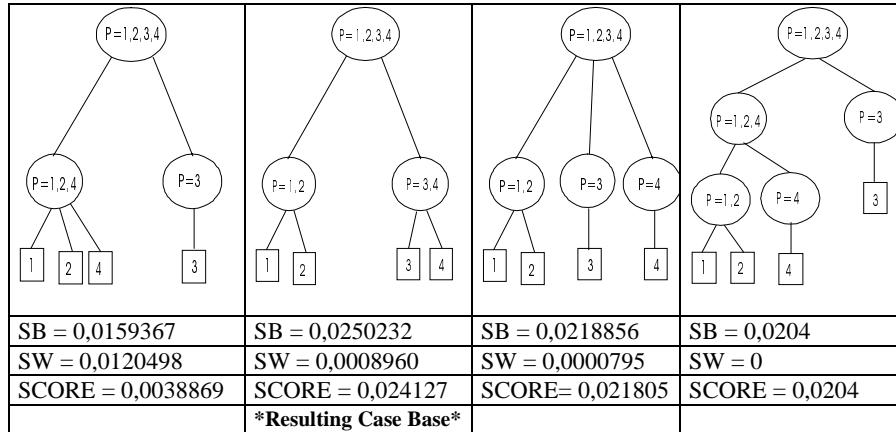 P=1,2,3,4
P=1,2,4
P=3
1 2 4 3
P=1,2,3,4
P=1,2
P=3,4
1 2 3 4
P=1,2,3,4
P=1,2
P=3
P=4
1 2 3 4
P=1,2,3,4
P=1,2,4
P=3
P=1,2
P=4
3
1 2 4
SB = 0,0159367 SB = 0,0250232 SB = 0,0218856 SB = 0,0204
SW = 0,0120498 SW = 0,0008960 SW = 0,0000795 SW = 0
SCORE = 0,0038869 SCORE = 0,024127 SCORE= 0,021805 SCORE = 0,0204
*Resulting Case Base*